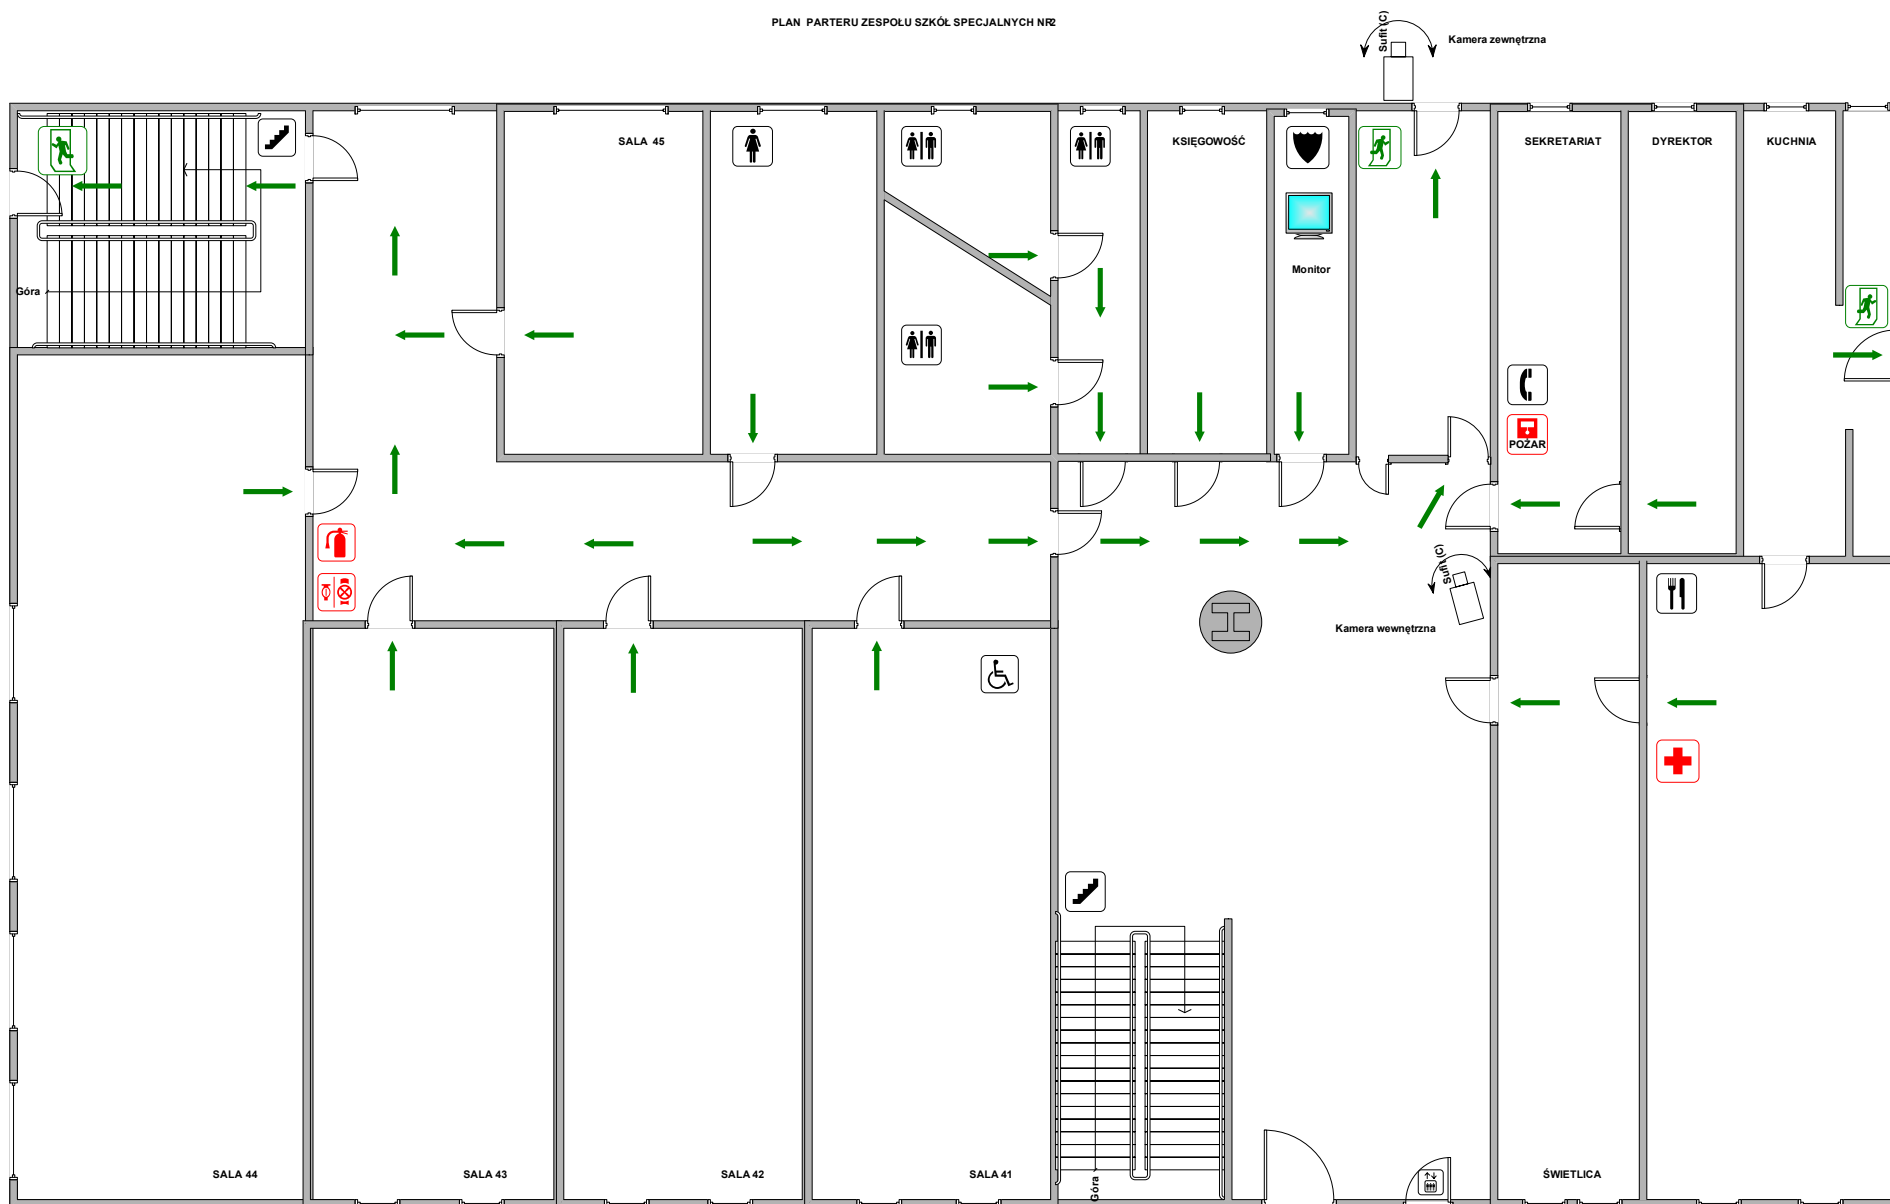 PLAN PARTERU ZESPOŁU SZKÓŁ SPECJALNYCH NR2
Sufit (C)
Kamera zewnętrzna
SALA 45
KSIĘGOWOŚĆ
SEKRETARIAT
DYREKTOR
KUCHNIA
Monitor
Góra
POŻAR
Sufit (C)
Kamera wewnętrzna
SALA 44
SALA 43
SALA 42
SALA 41
Góra
ŚWIETLICA